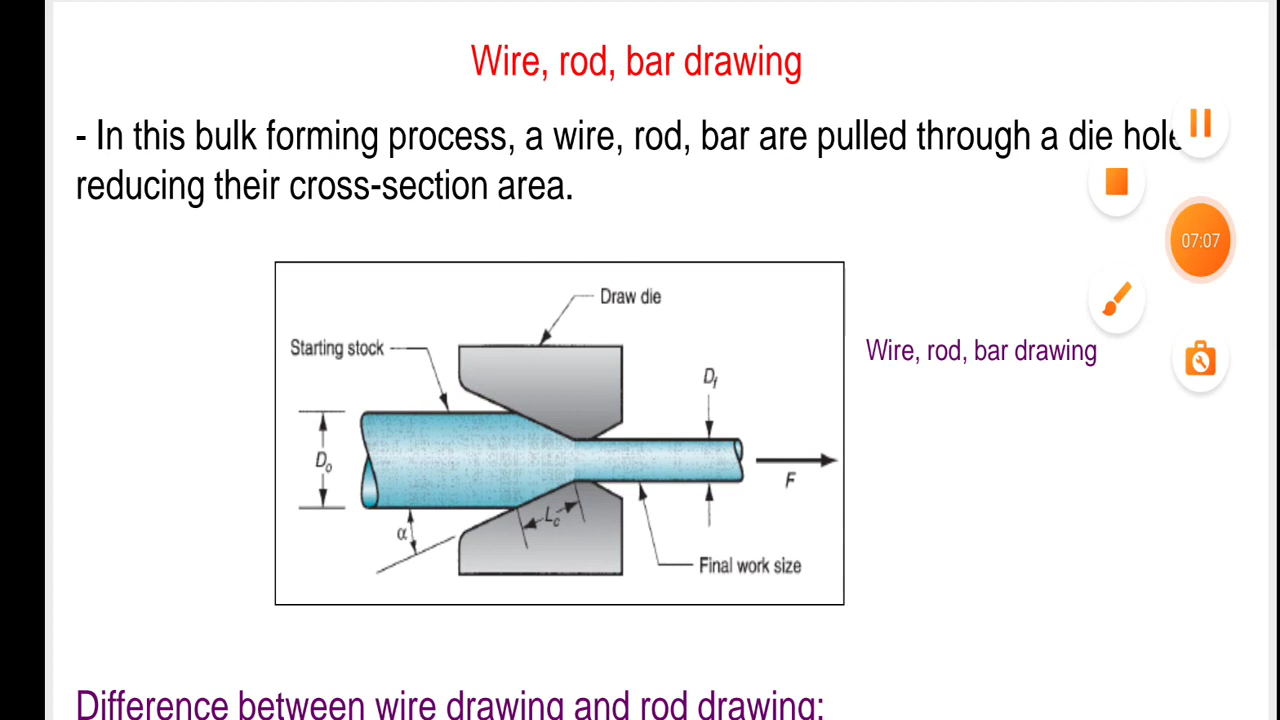 Wire, rod, bar drawing
- In this bulk forming process, a wire, rod, bar are pulled through a die hole
reducing their cross-section area.
07:07
Draw die
Starting stock
Wire, rod, bar drawing
Df
Do
F
Lc
α
Final work size
Difference between wire drawing and rod drawing: